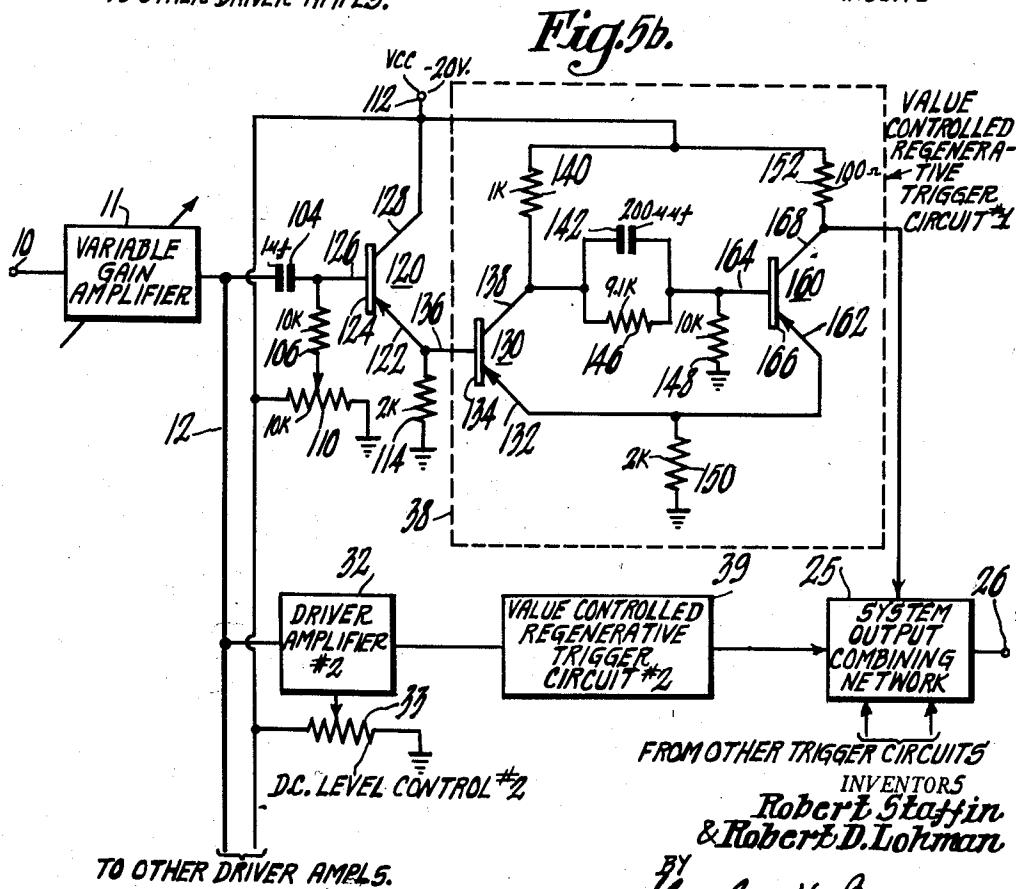 Fig. 5b.
VCC -20V.
112
VALUE
CONTROLLED
REGENERA-
TIVE
TRIGGER
CIRCUIT #1
11
VARIABLE
GAIN
AMPLIFIER
10
104
1μf
126
128
120
124
122
136
10K
106
10K
110
2K
114
12
1K
140
142
200μμf
138
9.1K
146
130
134
132
10K
148
164
152
100Ω
168
160
166
162
2K
150
38
32
DRIVER
AMPLIFIER
#2
33
D.C. LEVEL CONTROL #2
39
VALUE CONTROLLED
REGENERATIVE
TRIGGER
CIRCUIT #2
25
SYSTEM
OUTPUT
COMBINING
NETWORK
26
FROM OTHER TRIGGER CIRCUITS
TO OTHER DRIVER AMPLS.
INVENTORS
Robert Staffin
& Robert D. Lohman
BY